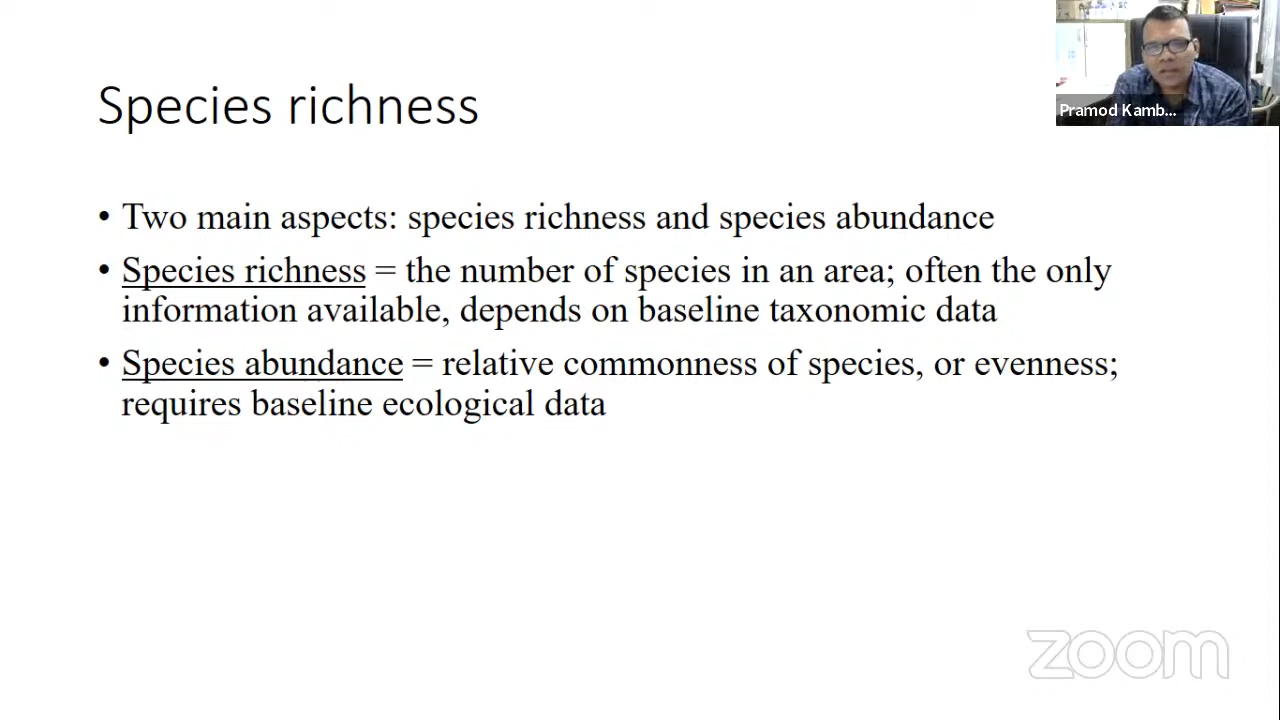 Species richness
Pramod Kamb...
• Two main aspects: species richness and species abundance
• Species richness = the number of species in an area; often the only
information available, depends on baseline taxonomic data
• Species abundance = relative commonness of species, or evenness;
requires baseline ecological data
zoom